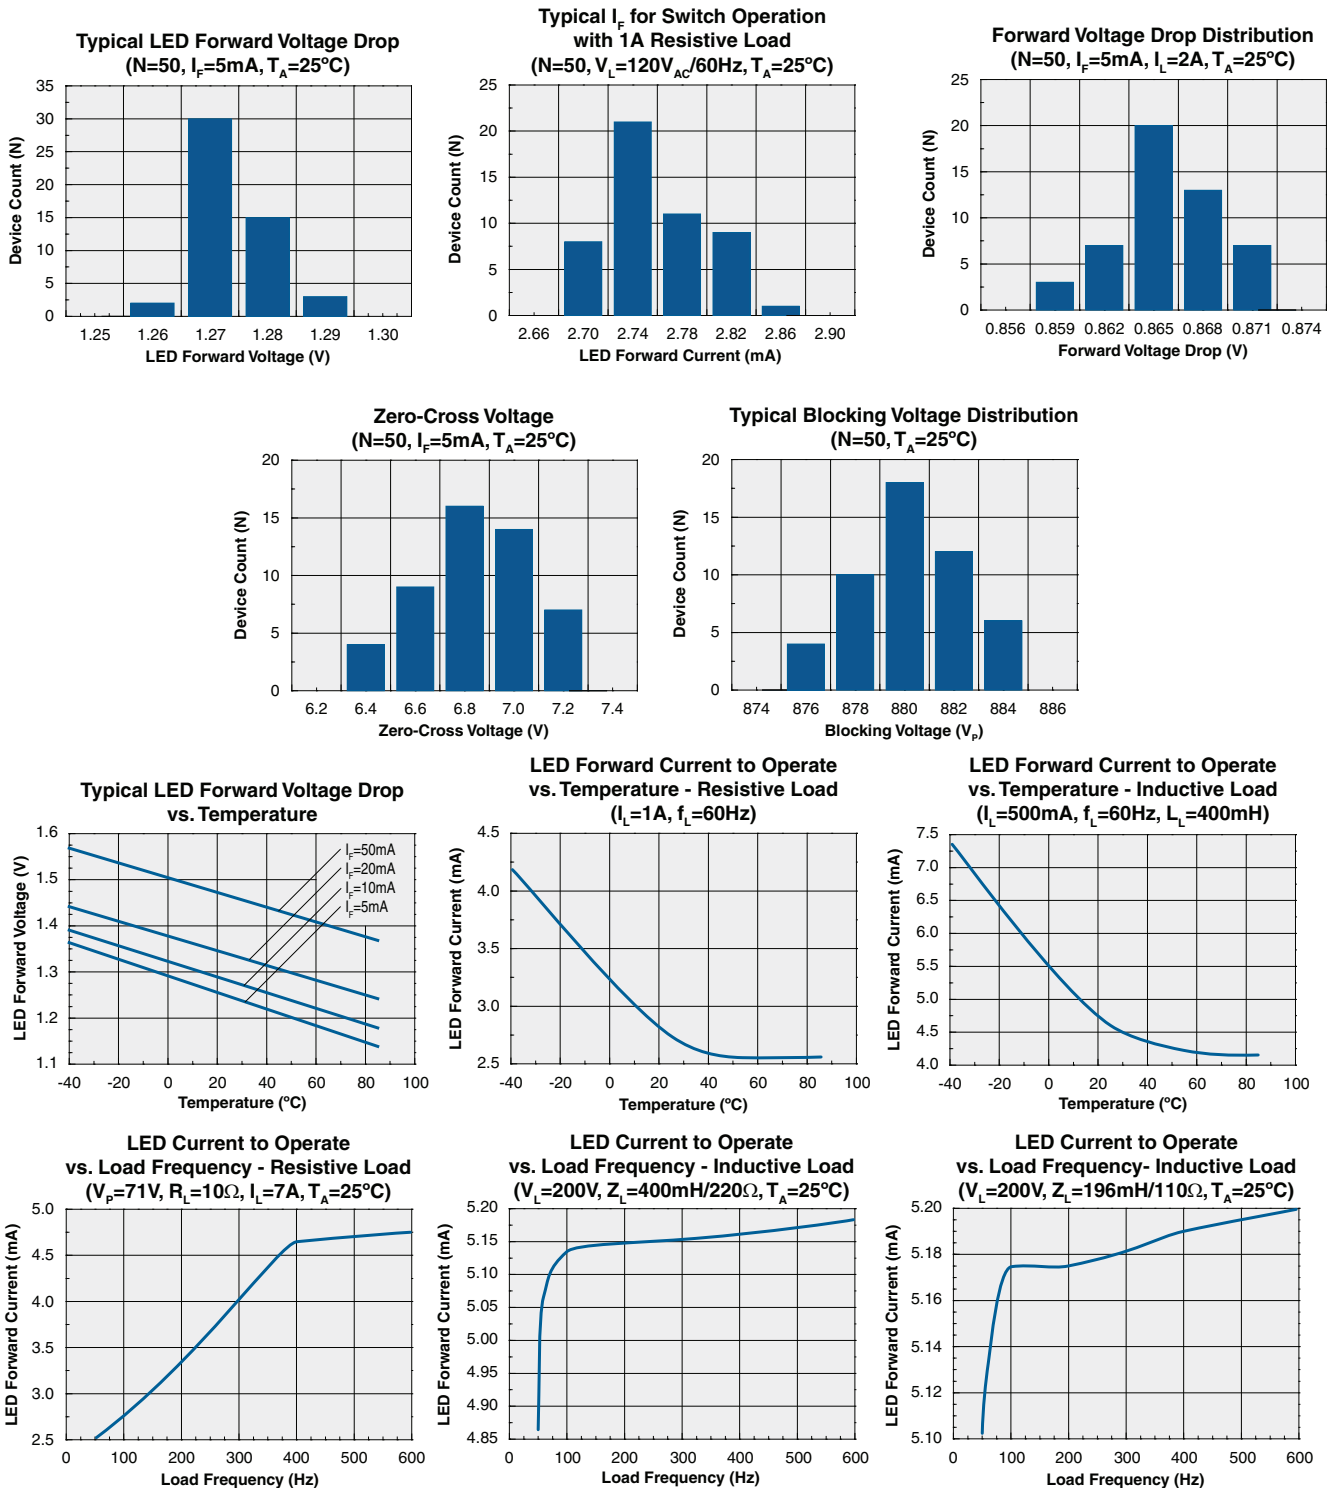 Typical LED Forward Voltage Drop
(N=50, IF=5mA, TA=25ºC)
Device Count (N)
35
30
25
20
15
10
5
0
1.25 1.26 1.27 1.28 1.29 1.30
LED Forward Voltage (V)
Typical IF for Switch Operation
with 1A Resistive Load
(N=50, VL=120VAC/60Hz, TA=25ºC)
Device Count (N)
25
20
15
10
5
0
2.66 2.70 2.74 2.78 2.82 2.86 2.90
LED Forward Current (mA)
Forward Voltage Drop Distribution
(N=50, IF=5mA, IL=2A, TA=25ºC)
Device Count (N)
25
20
15
10
5
0
0.856 0.859 0.862 0.865 0.868 0.871 0.874
Forward Voltage Drop (V)
Zero-Cross Voltage
(N=50, IF=5mA, TA=25ºC)
Device Count (N)
20
15
10
5
0
6.2 6.4 6.6 6.8 7.0 7.2 7.4
Zero-Cross Voltage (V)
Typical Blocking Voltage Distribution
(N=50, TA=25ºC)
Device Count (N)
20
15
10
5
0
874 876 878 880 882 884 886
Blocking Voltage (VP)
Typical LED Forward Voltage Drop
vs. Temperature
LED Forward Voltage (V)
1.6
1.5
1.4
1.3
1.2
1.1
IF=50mA
IF=20mA
IF=10mA
IF=5mA
-40 -20 0 20 40 60 80 100
Temperature (ºC)
LED Forward Current to Operate
vs. Temperature - Resistive Load
(IL=1A, fL=60Hz)
LED Forward Current (mA)
4.5
4.0
3.5
3.0
2.5
-40 -20 0 20 40 60 80 100
Temperature (ºC)
LED Forward Current to Operate
vs. Temperature - Inductive Load
(IL=500mA, fL=60Hz, LL=400mH)
LED Forward Current (mA)
7.5
7.0
6.5
6.0
5.5
5.0
4.5
4.0
-40 -20 0 20 40 60 80 100
Temperature (ºC)
LED Current to Operate
vs. Load Frequency - Resistive Load
(VP=71V, RL=10Ω, IL=7A, TA=25ºC)
LED Forward Current (mA)
5.0
4.5
4.0
3.5
3.0
2.5
0 100 200 300 400 500 600
Load Frequency (Hz)
LED Current to Operate
vs. Load Frequency - Inductive Load
(VL=200V, ZL=400mH/220Ω, TA=25ºC)
LED Forward Current (mA)
5.20
5.15
5.10
5.05
5.00
4.95
4.90
4.85
0 100 200 300 400 500 600
Load Frequency (Hz)
LED Current to Operate
vs. Load Frequency- Inductive Load
(VL=200V, ZL=196mH/110Ω, TA=25ºC)
LED Forward Current (mA)
5.20
5.18
5.16
5.14
5.12
5.10
0 100 200 300 400 500 600
Load Frequency (Hz)